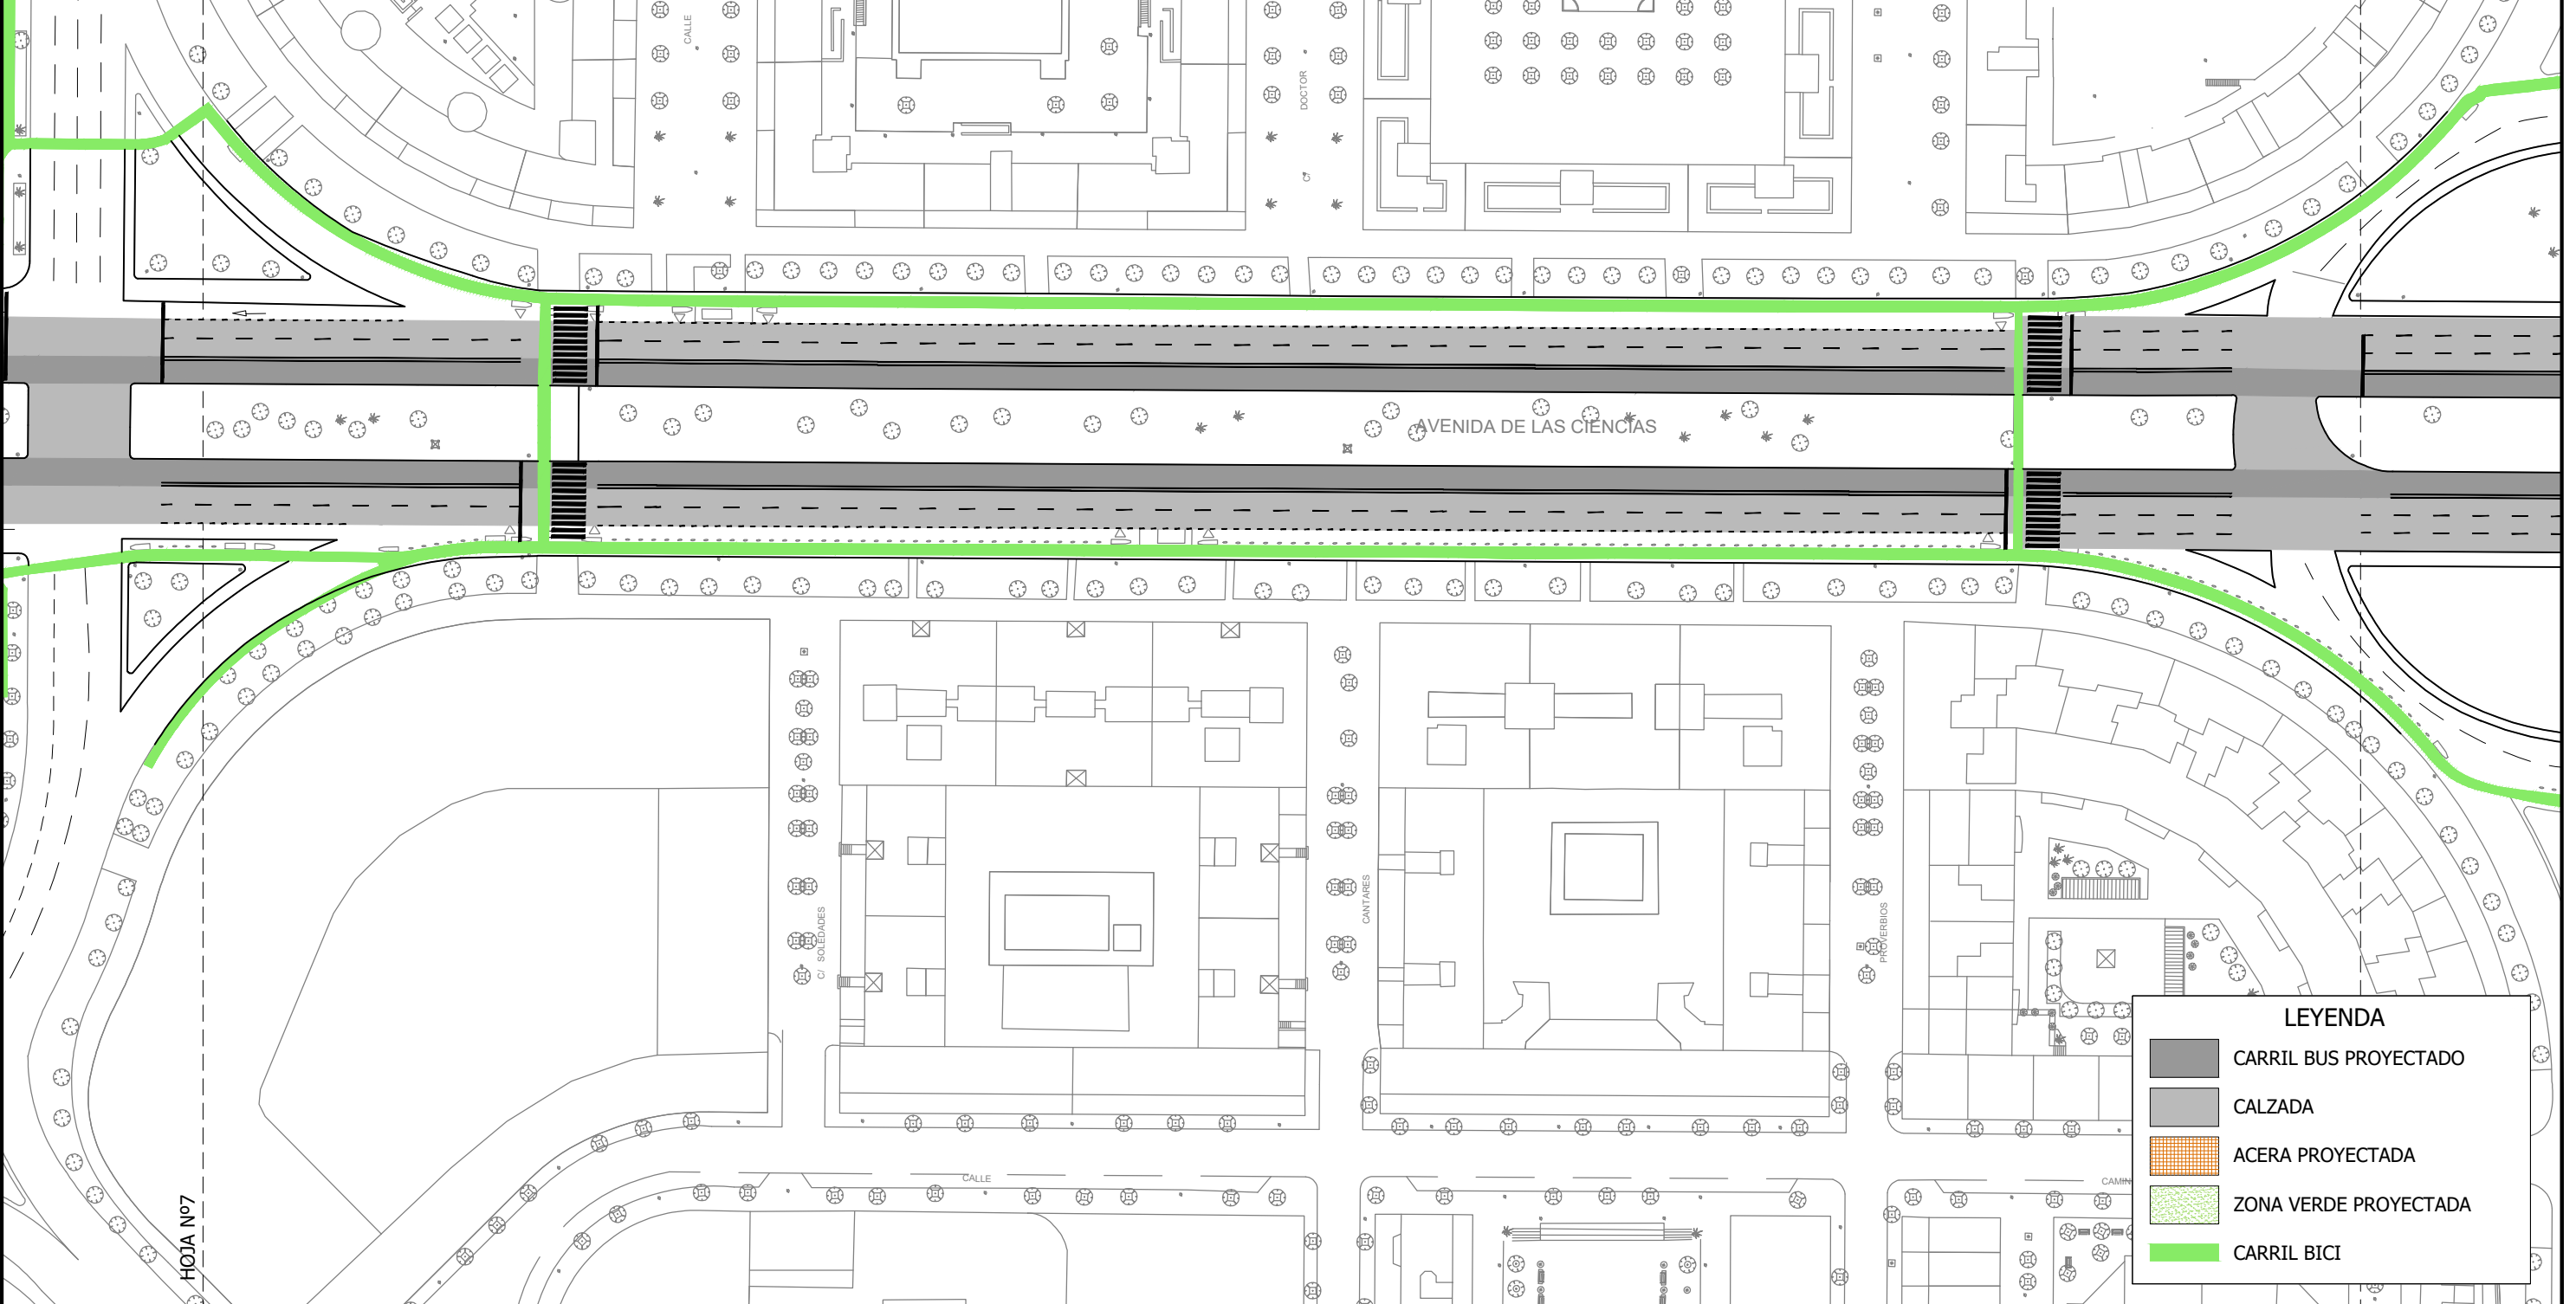 CALLE
C/ DOCTOR
AVENIDA DE LAS CIENCIAS
C/ SOLEDADES
CANTARES
PROVERBIOS
CALLE
HOJA Nº7
LEYENDA
CARRIL BUS PROYECTADO
CALZADA
ACERA PROYECTADA
ZONA VERDE PROYECTADA
CARRIL BICI